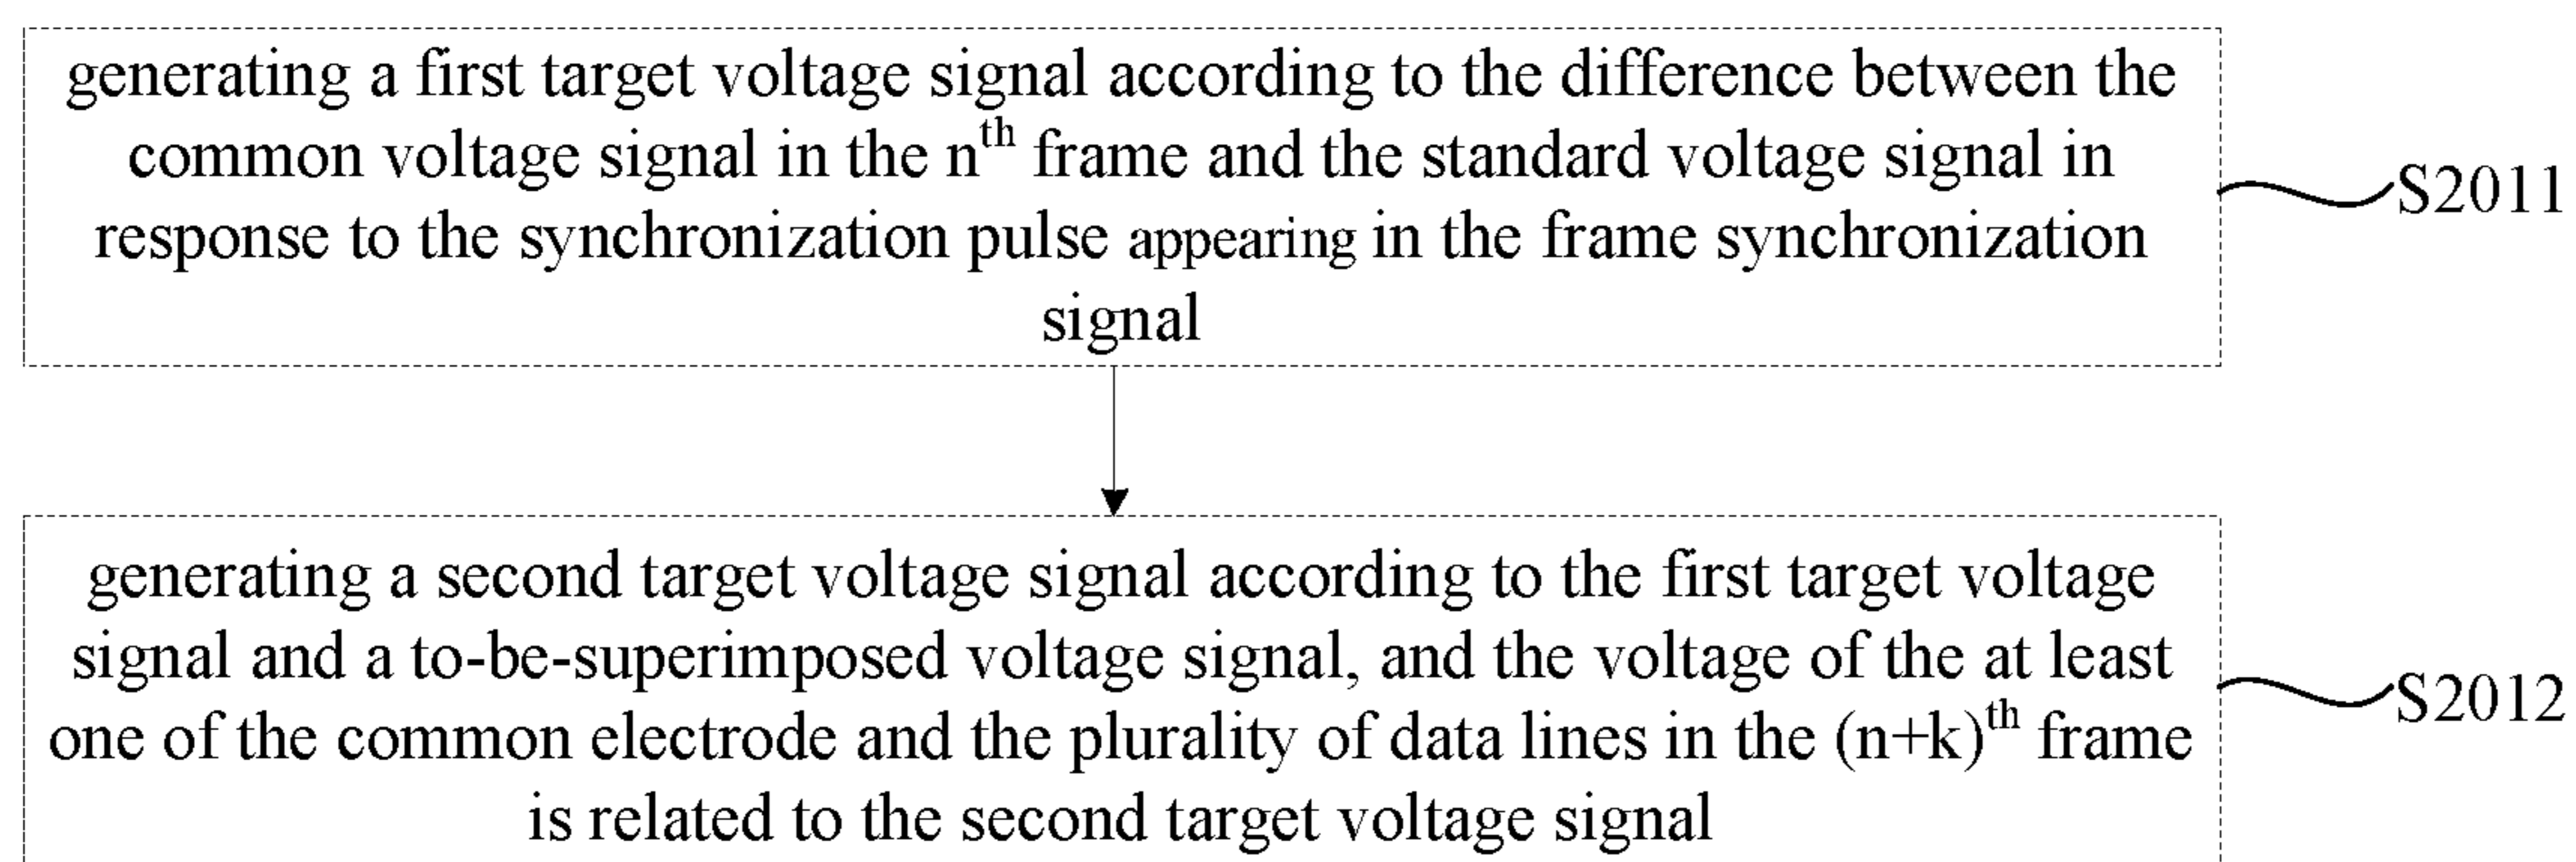 generating a first target voltage signal according to the difference between the
common voltage signal in the nth frame and the standard voltage signal in
response to the synchronization pulse appearing in the frame synchronization
signal
S2011
generating a second target voltage signal according to the first target voltage
signal and a to-be-superimposed voltage signal, and the voltage of the at least
one of the common electrode and the plurality of data lines in the (n+k)th frame
is related to the second target voltage signal
S2012